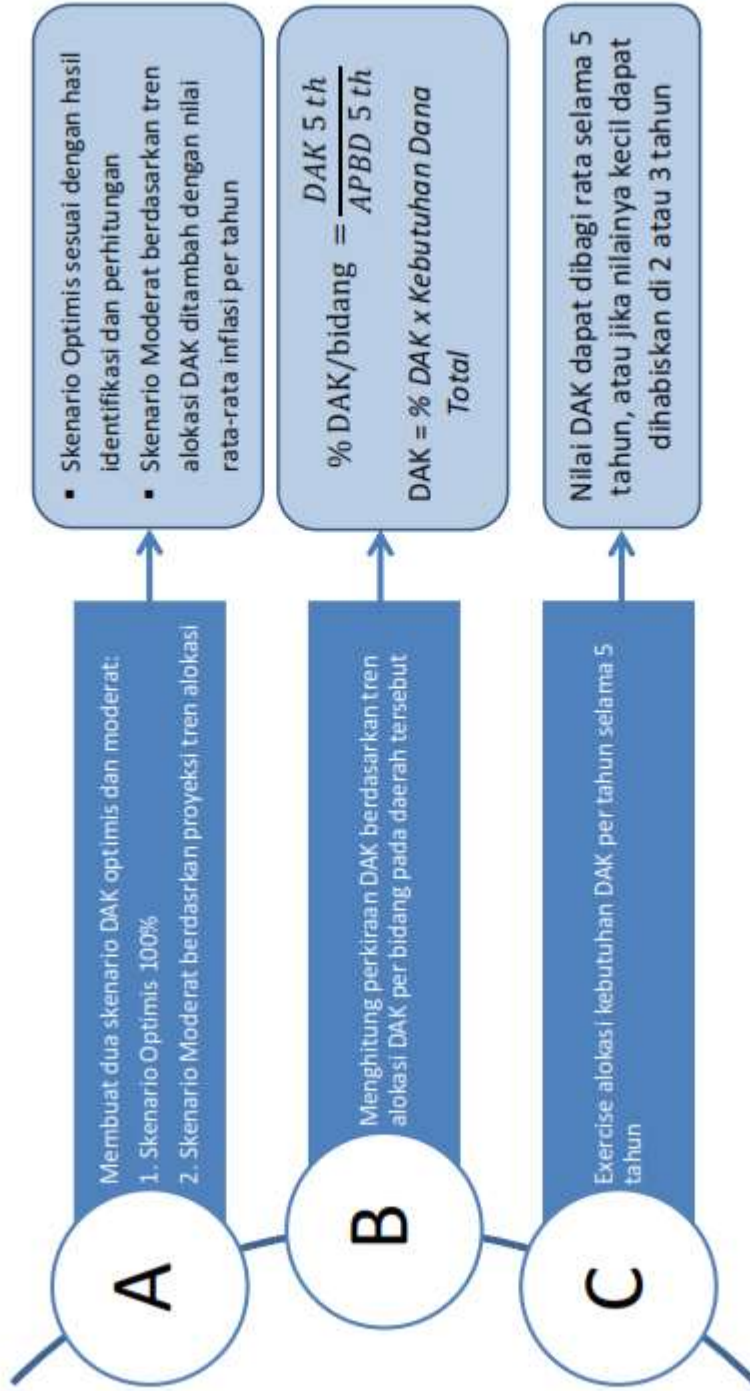 A
Membuat dua skenario DAK optimis dan moderat:
1. Skenario Optimis 100%
2. Skenario Moderat berdasrkan proyeksi tren alokasi
▪ Skenario Optimis sesuai dengan hasil
identifikasi dan perhitungan
▪ Skenario Moderat berdasarkan tren
alokasi DAK ditambah dengan nilai
rata-rata inflasi per tahun
B
Menghitung perkiraan DAK berdasarkan tren
alokasi DAK per bidang pada daerah tersebut
% DAK/bidang = DAK 5 th / APBD 5 th
DAK = % DAK x Kebutuhan Dana
Total
C
Exercise alokasi kebutuhan DAK per tahun selama 5
tahun
Nilai DAK dapat dibagi rata selama 5
tahun, atau jika nilainya kecil dapat
dihabiskan di 2 atau 3 tahun